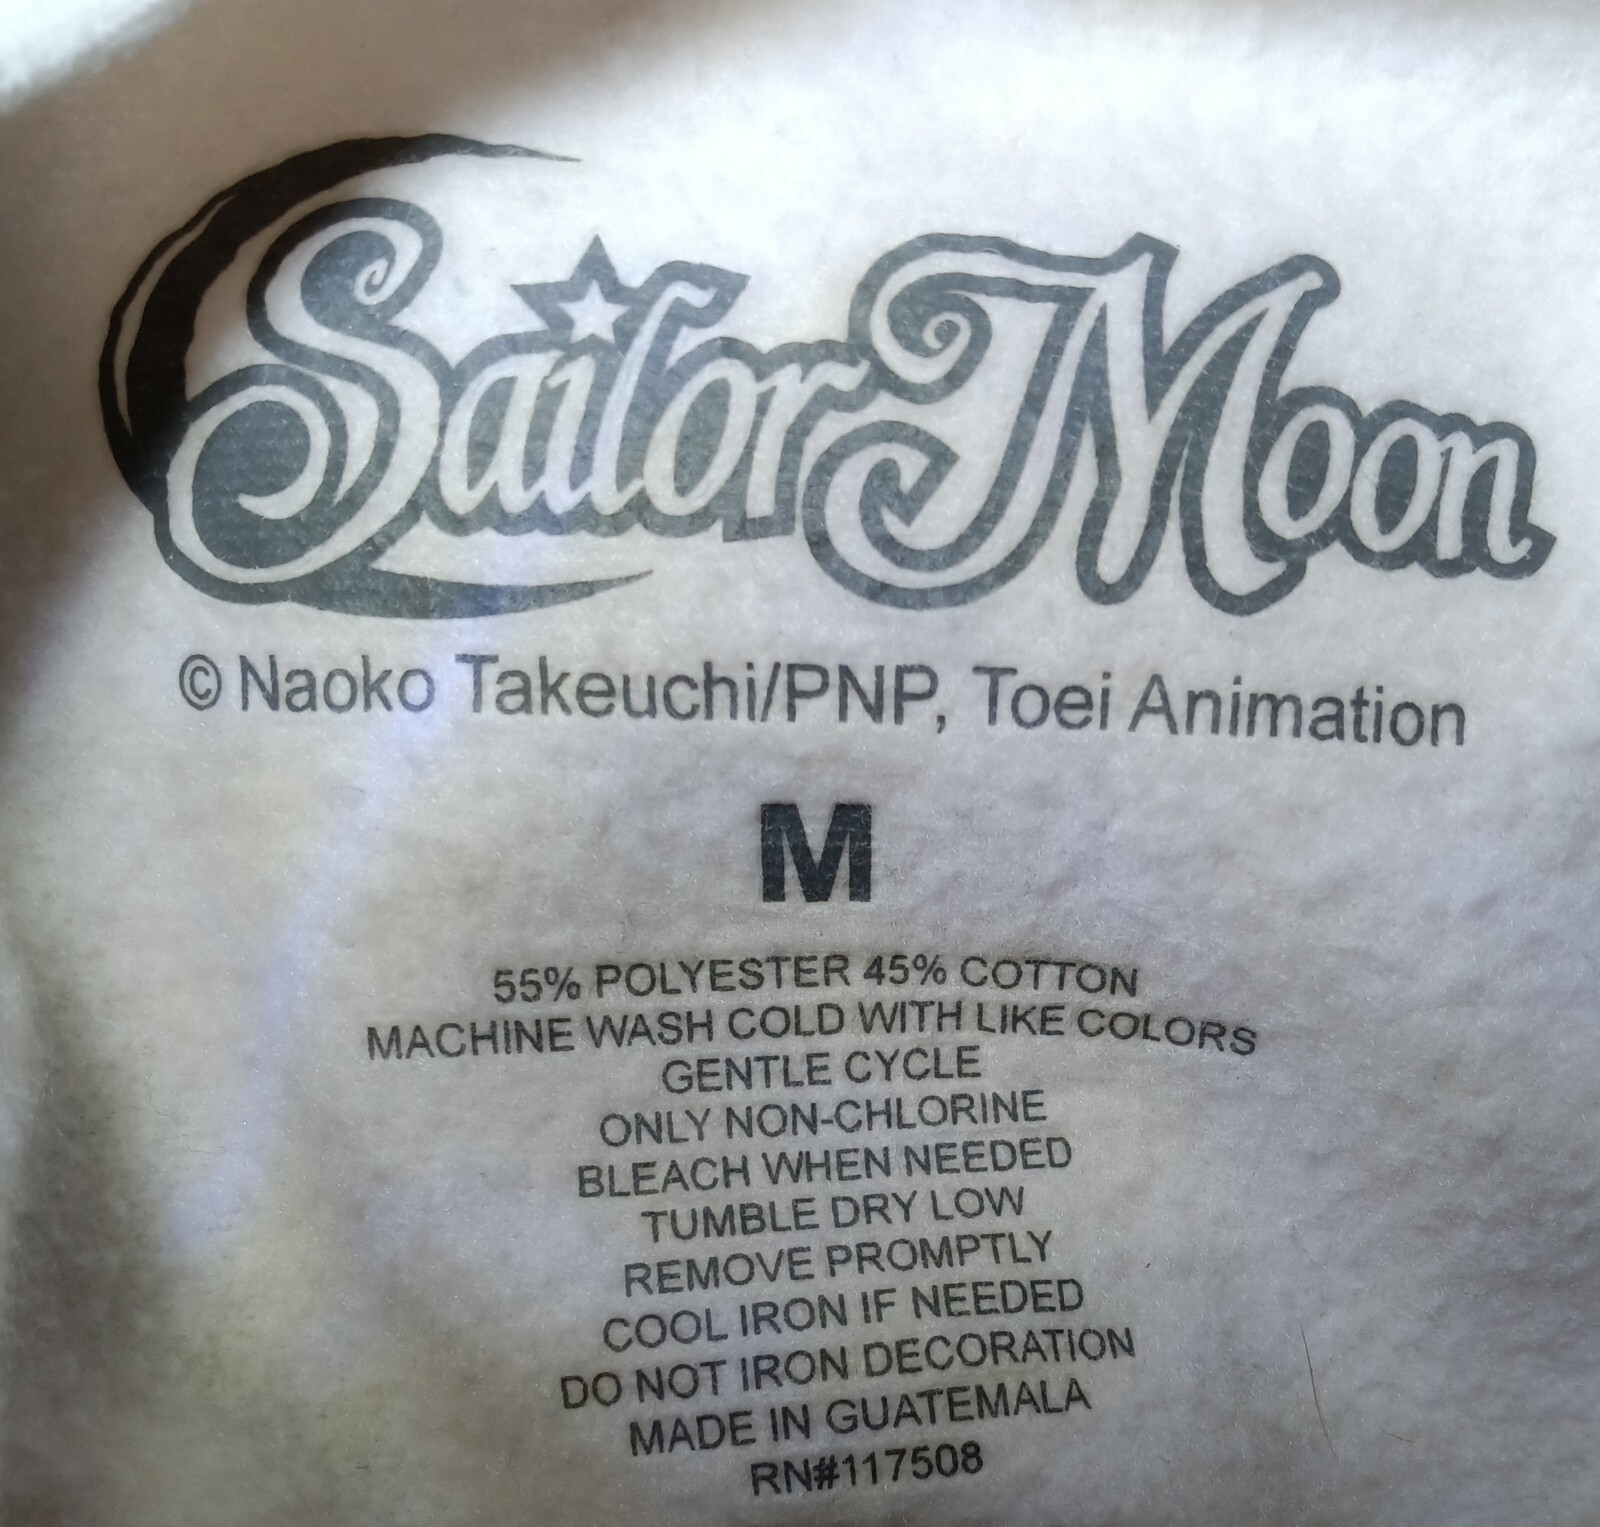 Sailor Moon
© Naoko Takeuchi/PNP, Toei Animation
M
55% POLYESTER 45% COTTON
MACHINE WASH COLD WITH LIKE COLORS
GENTLE CYCLE
ONLY NON-CHLORINE
BLEACH WHEN NEEDED
TUMBLE DRY LOW
REMOVE PROMPTLY
COOL IRON IF NEEDED
DO NOT IRON DECORATION
MADE IN GUATEMALA
RN#117508